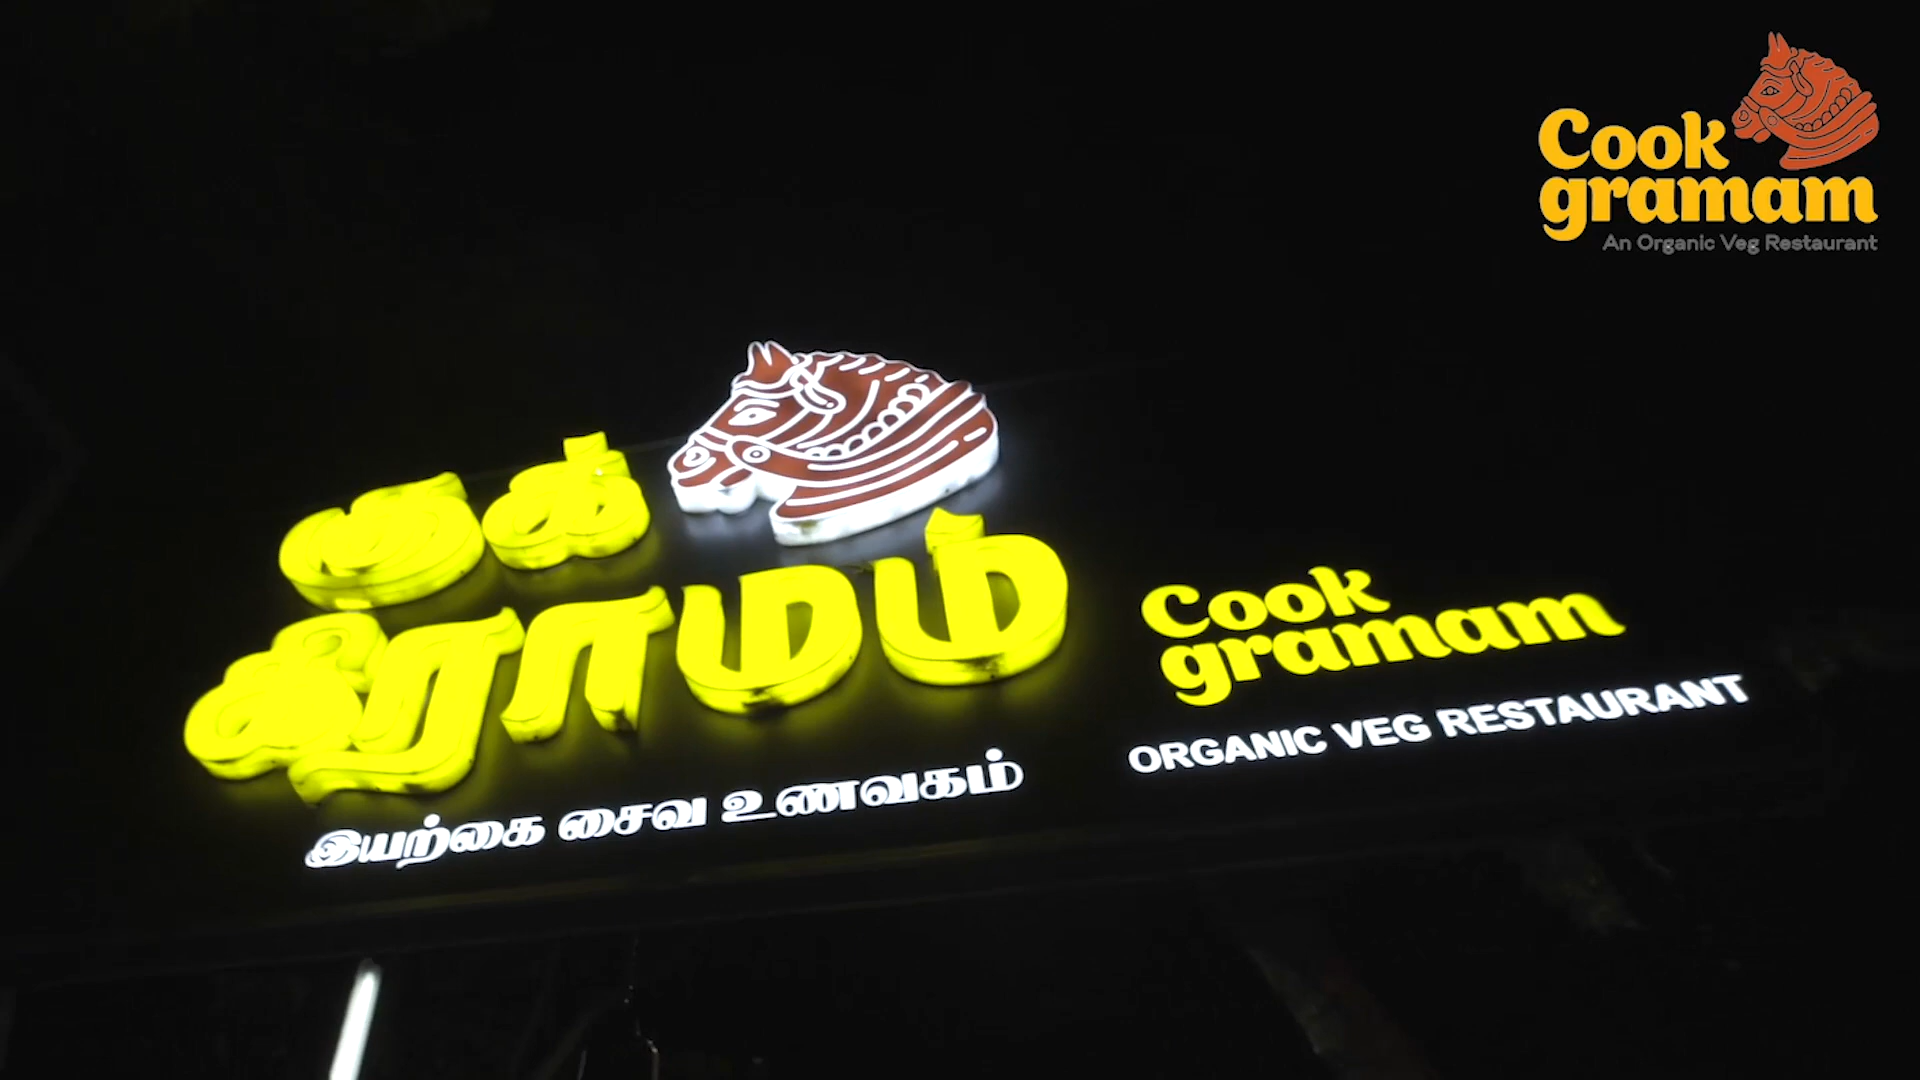 Cook
gramam
An Organic Veg Restaurant
குக்
கிராமம்
இயற்கை சைவ உணவகம்
Cook
gramam
ORGANIC VEG RESTAURANT